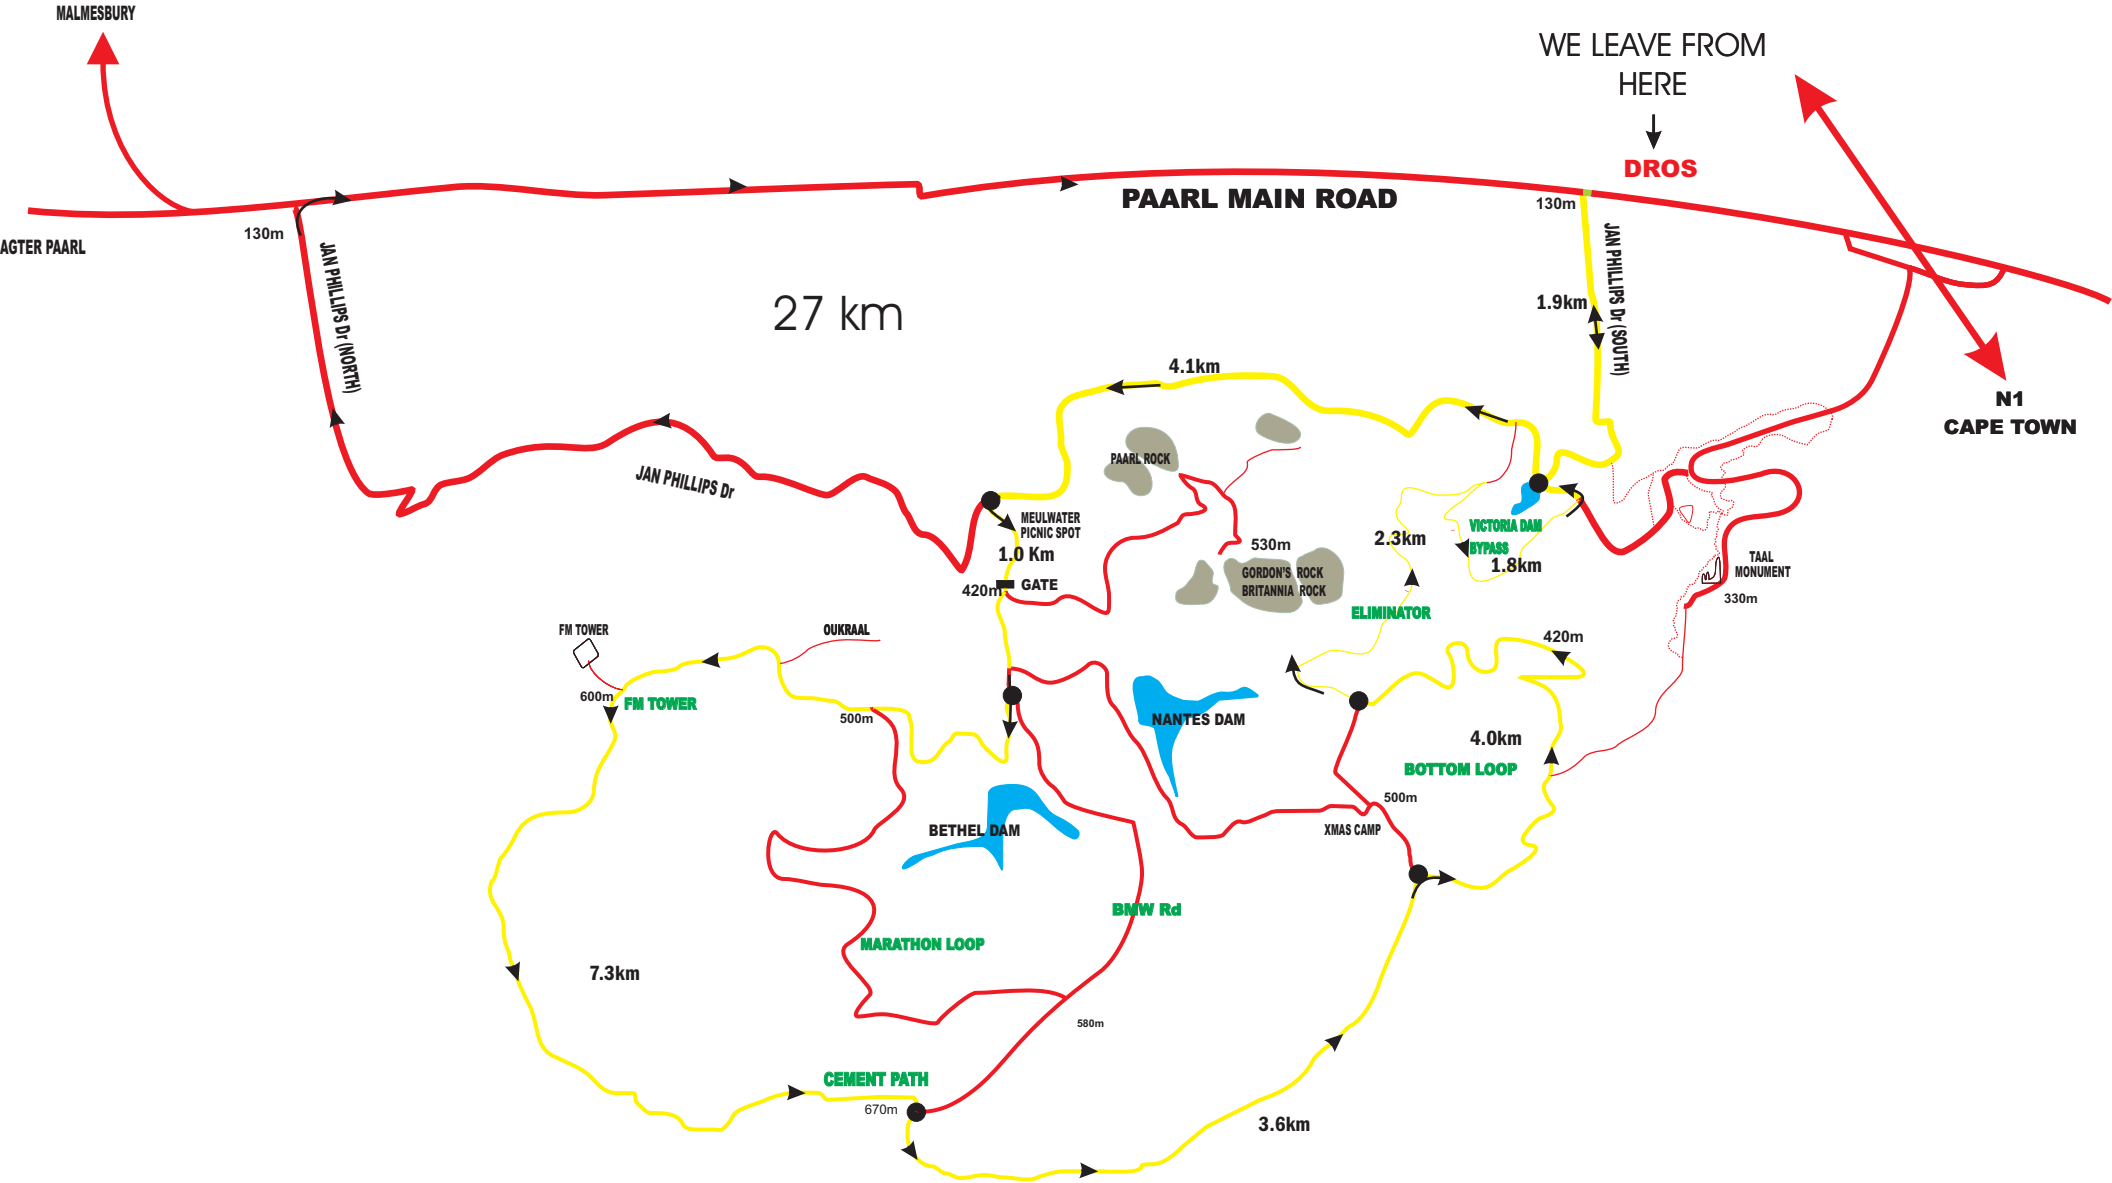 MALMESBURY
WE LEAVE FROM
HERE
DROS
PAARL MAIN ROAD
130m
130m
AGTER PAARL
JAN PHILLIPS Dr (NORTH)
JAN PHILLIPS Dr (SOUTH)
27 km
1.9km
4.1km
N1
CAPE TOWN
PAARL ROCK
JAN PHILLIPS Dr
MEULWATER
PICNIC SPOT
1.0 Km
GATE
420m
530m
GORDON'S ROCK
BRITANNIA ROCK
2.3km
VICTORIA DAM
BYPASS
1.8km
TAAL
MONUMENT
330m
ELIMINATOR
FM TOWER
OUKRAAL
420m
600m
FM TOWER
500m
NANTES DAM
4.0km
BOTTOM LOOP
500m
XMAS CAMP
BETHEL DAM
BMW Rd
MARATHON LOOP
7.3km
580m
CEMENT PATH
670m
3.6km